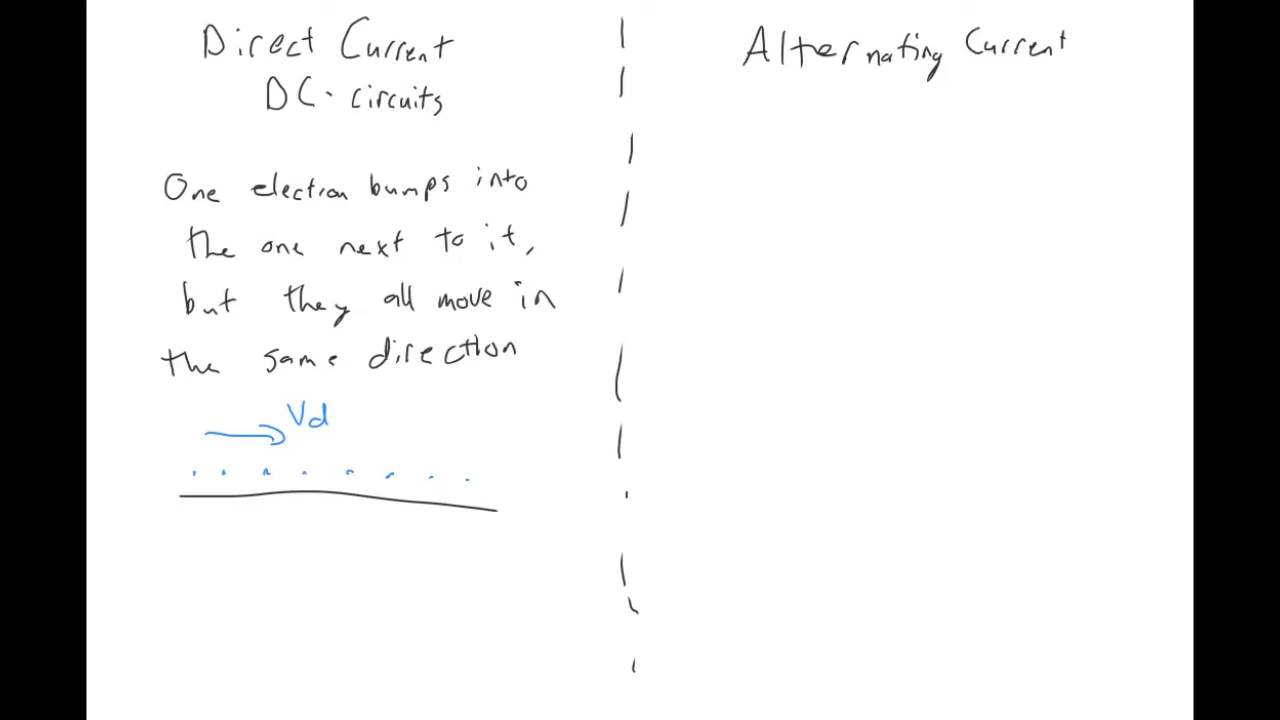 Direct Current
DC-circuits
One electron bumps into
the one next to it,
but they all move in
the same direction
Vd
Alternating Current